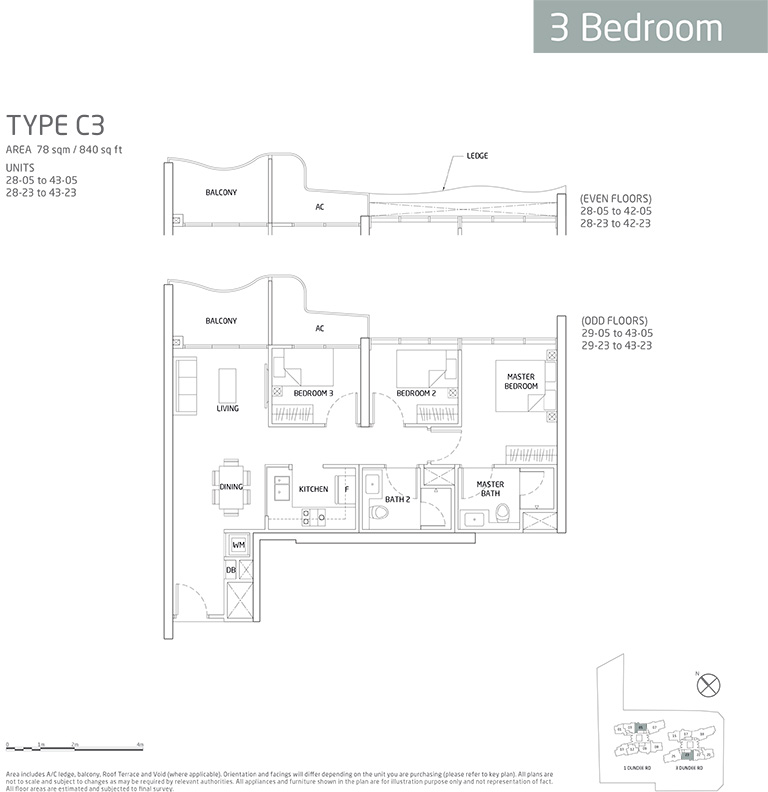 3 Bedroom
TYPE C3
AREA 78 sqm / 840 sq ft
UNITS
28-05 to 43-05
28-23 to 43-23
LEDGE
BALCONY
AC
(EVEN FLOORS)
28-05 to 42-05
28-23 to 42-23
BALCONY
AC
(ODD FLOORS)
29-05 to 43-05
29-23 to 43-23
BEDROOM 3
BEDROOM 2
MASTER
BEDROOM
LIVING
DINING
KITCHEN
F
BATH 2
MASTER
BATH
WM
DB
N
5 DUNDEE RD
8 DUNDEE RD
0 1m 2m 4m
Area includes A/C ledge, balcony, Roof Terrace and Void (where applicable). Orientation and facings will differ depending on the unit you are purchasing (please refer to key plan). All plans are
not to scale and subject to changes as may be required by relevant authorities. All appliances and furniture shown in the plan are for illustration purpose only and not representation of fact.
All floor areas are estimated and subjected to final survey.